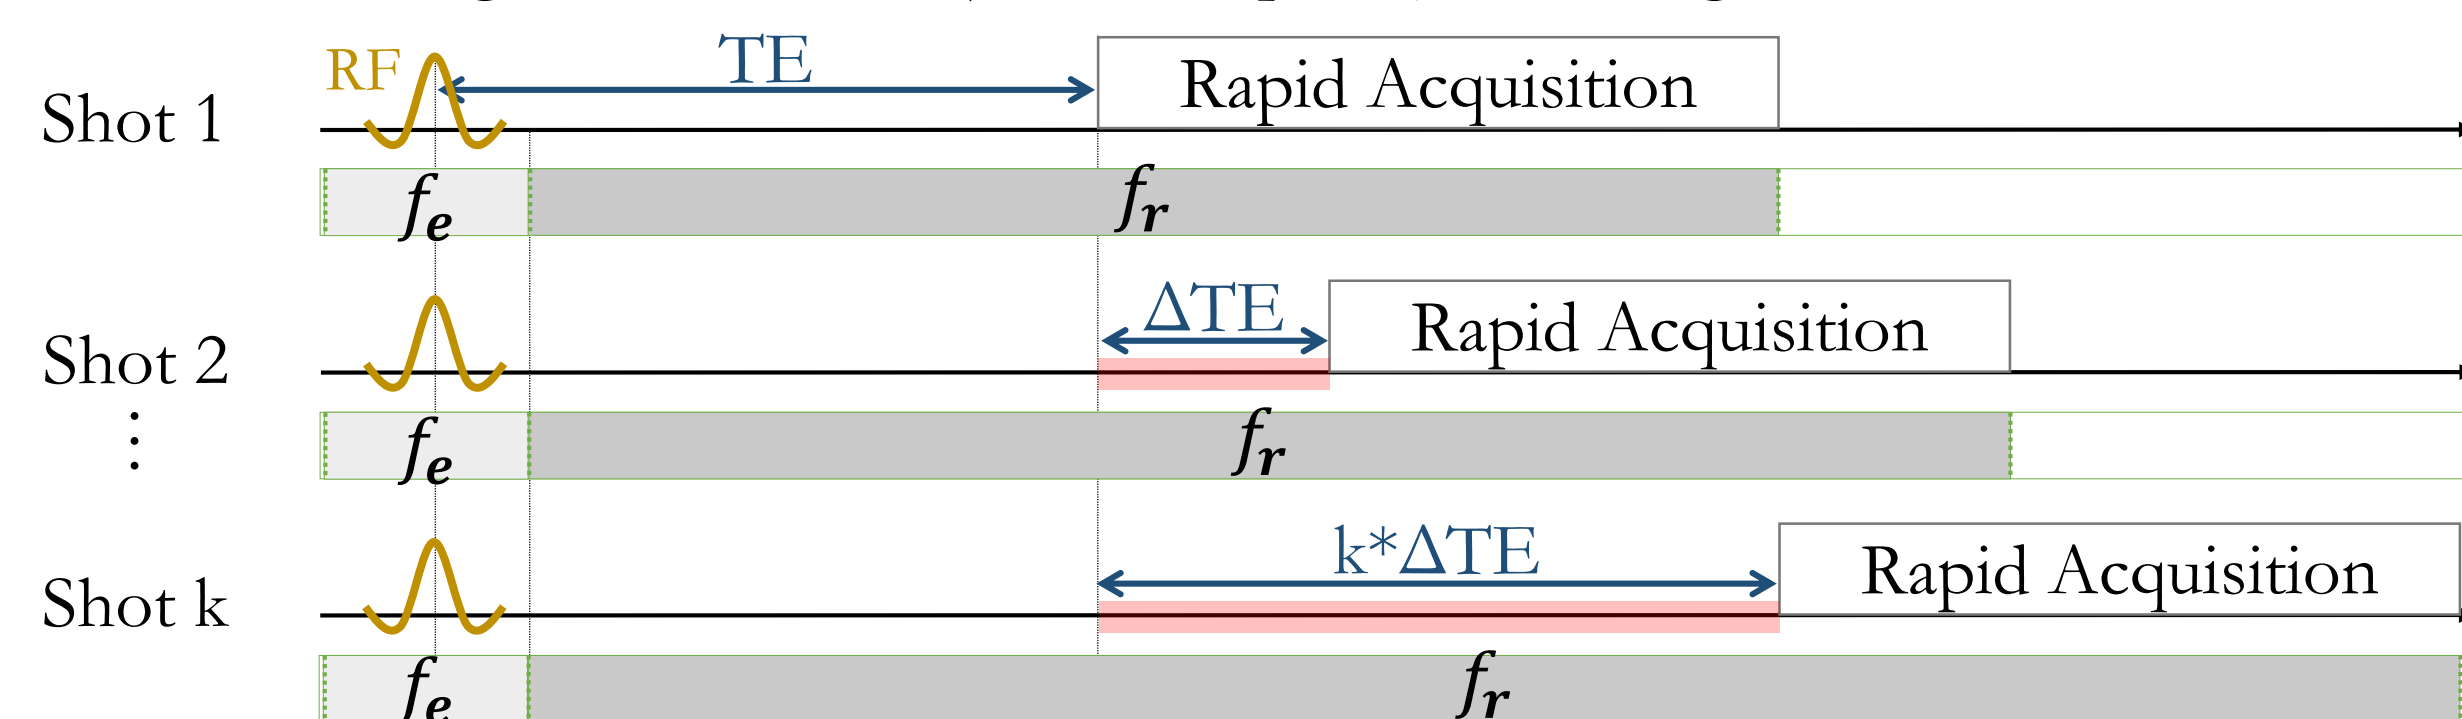 RF
TE
Rapid Acquisition
Shot 1
fe
fr
ΔTE
Rapid Acquisition
Shot 2
⋮
fe
fr
k*ΔTE
Rapid Acquisition
Shot k
fe
fr